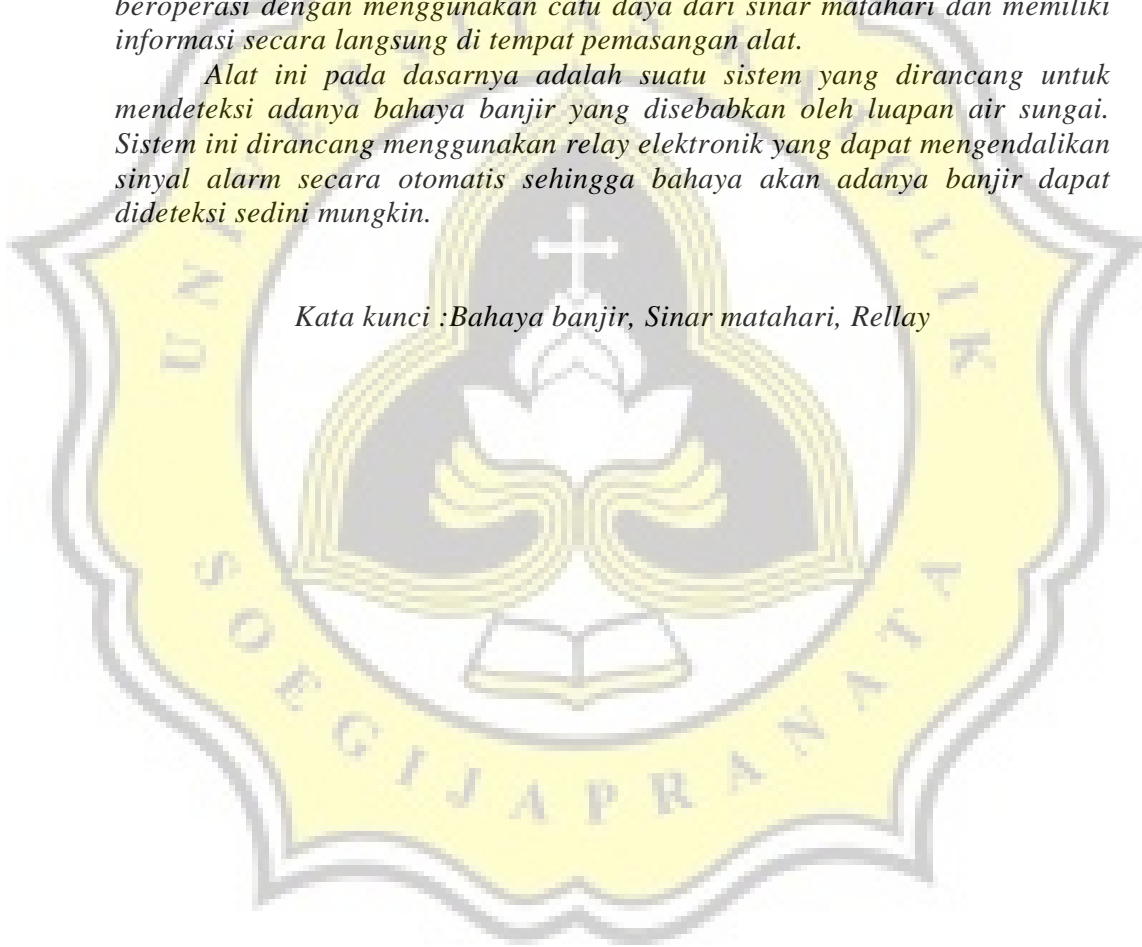 beroperasi dengan menggunakan catu daya dari sinar matahari dan memiliki
informasi secara langsung di tempat pemasangan alat.
Alat ini pada dasarnya adalah suatu sistem yang dirancang untuk
mendeteksi adanya bahaya banjir yang disebabkan oleh luapan air sungai.
Sistem ini dirancang menggunakan relay elektronik yang dapat mengendalikan
sinyal alarm secara otomatis sehingga bahaya akan adanya banjir dapat
dideteksi sedini mungkin.
Kata kunci :Bahaya banjir, Sinar matahari, Rellay
UNIVERSITAS KATOLIK
SOEGIJAPRANATA